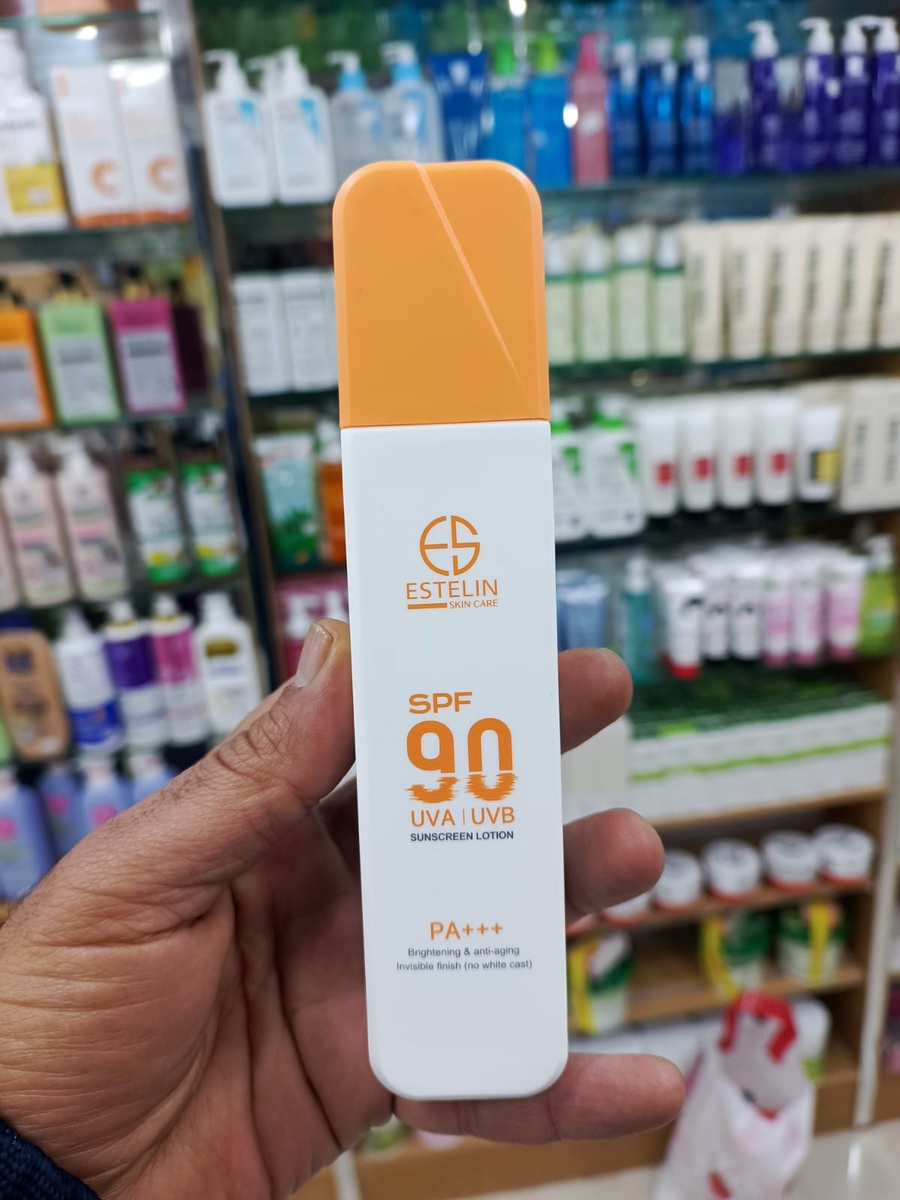 ES
ESTELIN
SKIN CARE
SPF
90
UVA | UVB
SUNSCREEN LOTION
PA+++
Brightening & anti-aging
Invisible finish (no white cast)